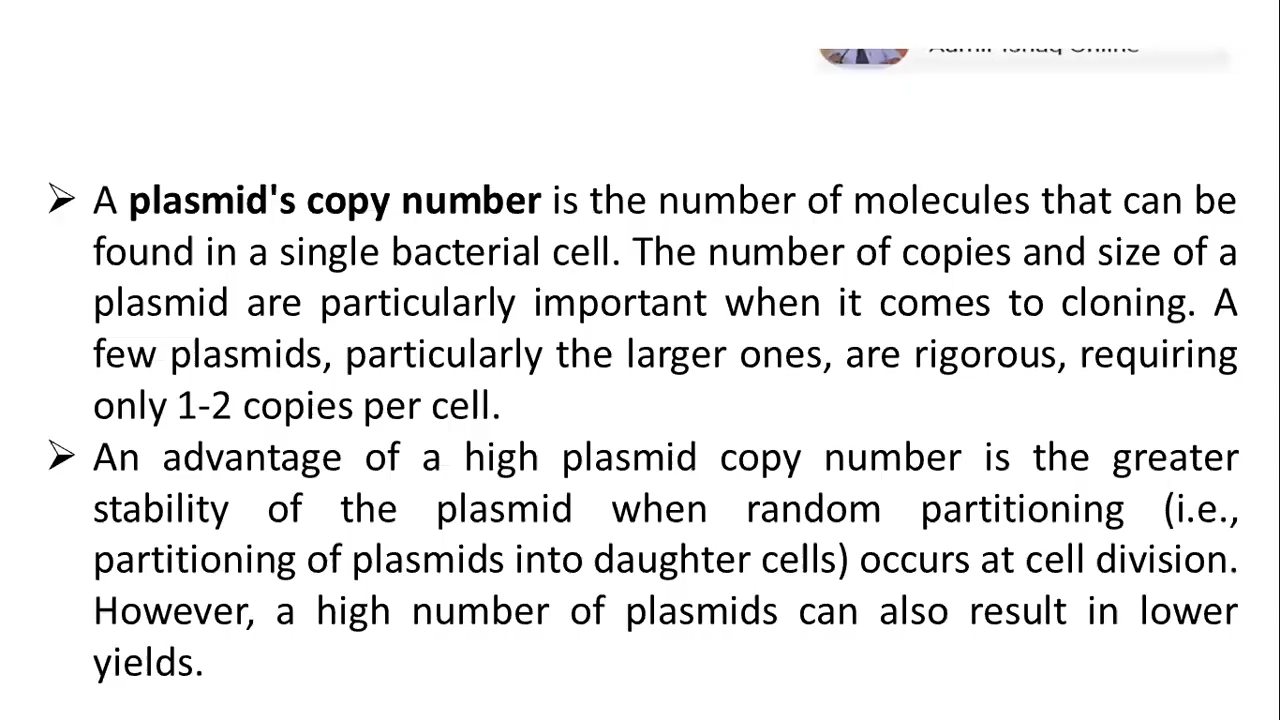 Aamir Ishaq Online
➢ A plasmid's copy number is the number of molecules that can be
found in a single bacterial cell. The number of copies and size of a
plasmid are particularly important when it comes to cloning. A
few plasmids, particularly the larger ones, are rigorous, requiring
only 1-2 copies per cell.
➢ An advantage of a high plasmid copy number is the greater
stability of the plasmid when random partitioning (i.e.,
partitioning of plasmids into daughter cells) occurs at cell division.
However, a high number of plasmids can also result in lower
yields.